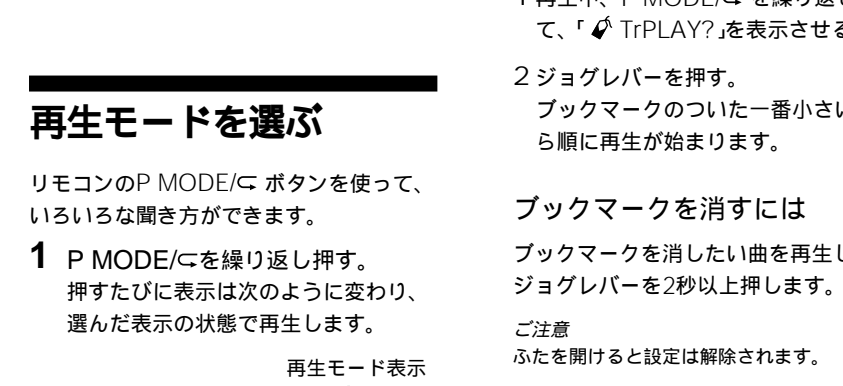 再生モードを選ぶ
リモコンのP MODE/⊊ ボタンを使って、
いろいろな聞き方ができます。
1 P MODE/⊊を繰り返し押す。
押すたびに表示は次のように変わり、
選んだ表示の状態で再生します。
再生モード表示
て、「 TrPLAY?」を表示させる
2 ジョグレバーを押す。
ブックマークのついた一番小さい
ら順に再生が始まります。
ブックマークを消すには
ブックマークを消したい曲を再生し
ジョグレバーを2秒以上押します。
ご注意
ふたを開けると設定は解除されます。